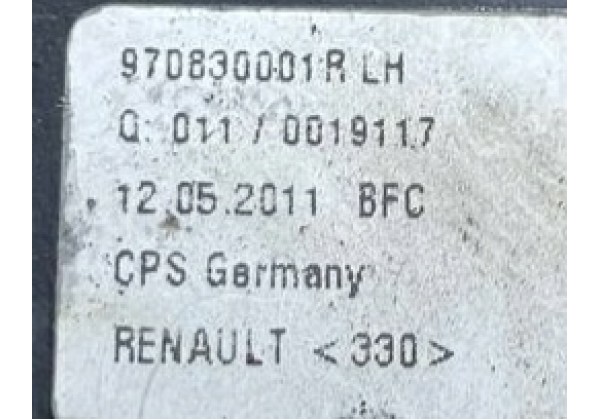 970830001R LH
Q: 011 / 0019117
12.05.2011 BFC
CPS Germany
RENAULT <330>